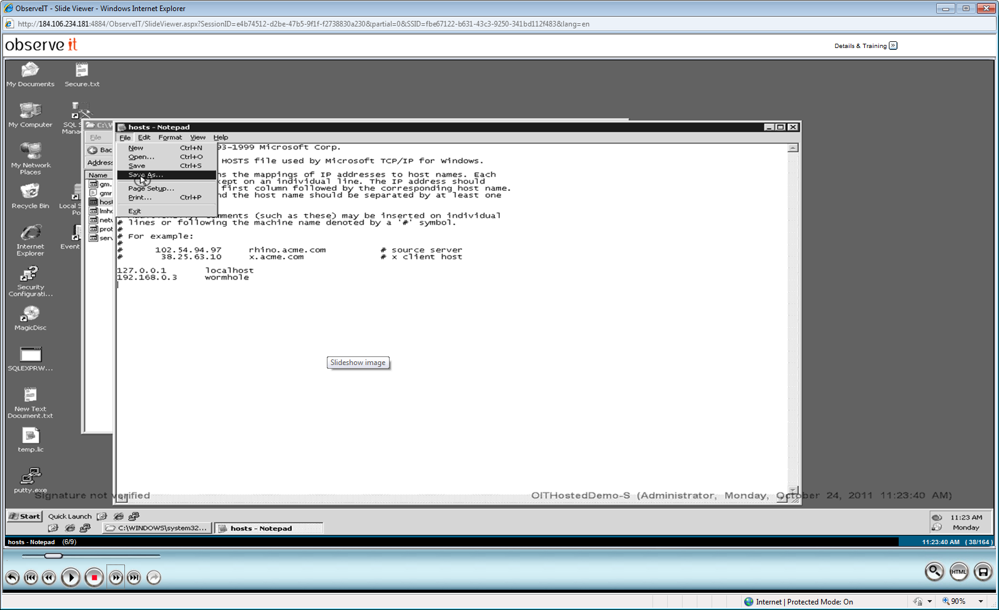 ObserveIT - Slide Viewer - Windows Internet Explorer
http://184.106.234.181:4884/ObserveIT/SlideViewer.aspx?SessionID=e4b74512-d2be-47b5-9f1f-f2738830a230&partial=0&SSID=fbe67122-b631-43c3-9250-341bd112f483&lang=en
observe it
Details & Training
My Documents
Secure.txt
My Computer
SQL S
Mana
My Network
Places
Recycle Bin
Local S
Po
Internet
Explorer
Event
Security
Configurati...
MagicDisc
SQLEXPRW...
New Text
Document.txt
temp.lic
putty.exe
C:\W
File
Bac
Address
Name
gm.
gmr
host
lmho
netw
prot
serv
hosts - Notepad
File Edit Format View Help
New Ctrl+N
Open... Ctrl+O
Save Ctrl+S
Save As...
Page Setup...
Print... Ctrl+P
Exit
93-1999 Microsoft Corp.
HOSTS file used by Microsoft TCP/IP for Windows.
ns the mappings of IP addresses to host names. Each
kept on an individual line. The IP address should
first column followed by the corresponding host name.
nd the host name should be separated by at least one
mments (such as these) may be inserted on individual
# lines or following the machine name denoted by a '#' symbol.
#
# For example:
#
# 102.54.94.97 rhino.acme.com # source server
# 38.25.63.10 x.acme.com # x client host
127.0.0.1 localhost
192.168.0.3 wormhole
Slideshow image
Signature not verified
OITHostedDemo-S (Administrator, Monday, October 24, 2011 11:23:40 AM)
Start Quick Launch
C:\WINDOWS\system32...
hosts - Notepad
11:23 AM
Monday
hosts - Notepad (6/9)
11:23:40 AM ( 38/164 )
HTML
Internet | Protected Mode: On
90%